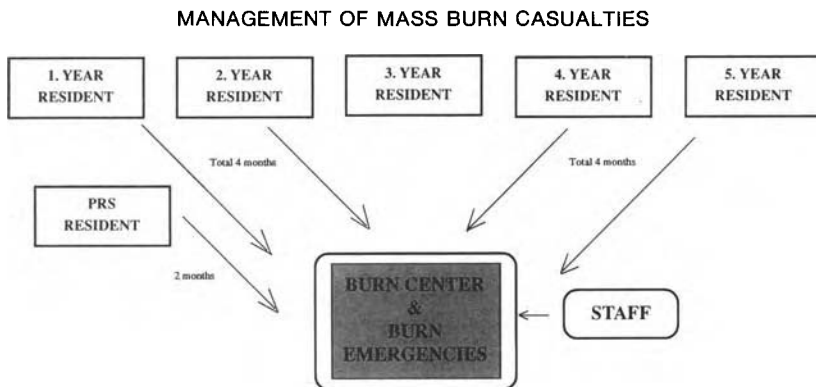 MANAGEMENT OF MASS BURN CASUALTIES
1. YEAR
RESIDENT
2. YEAR
RESIDENT
3. YEAR
RESIDENT
4. YEAR
RESIDENT
5. YEAR
RESIDENT
Total 4 months
Total 4 months
PRS
RESIDENT
2 months
BURN CENTER
&
BURN
EMERGENCIES
STAFF